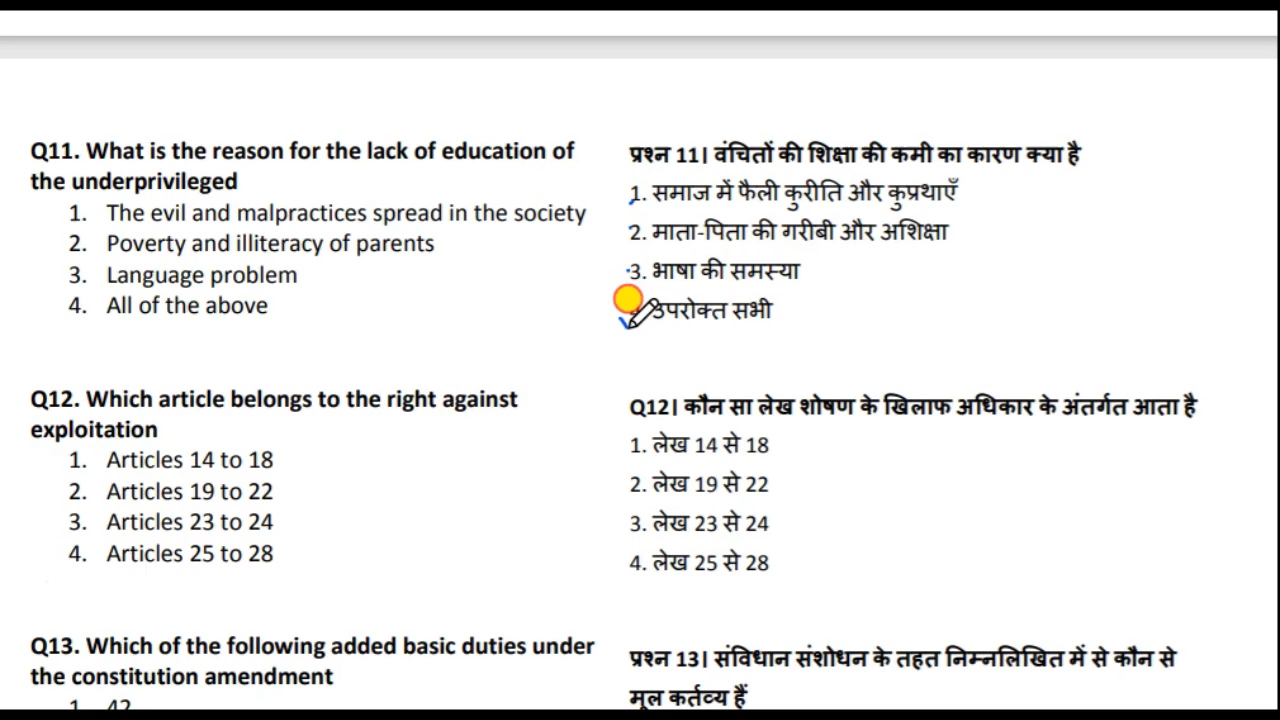 Q11. What is the reason for the lack of education of
the underprivileged
1. The evil and malpractices spread in the society
2. Poverty and illiteracy of parents
3. Language problem
4. All of the above
Q12. Which article belongs to the right against
exploitation
1. Articles 14 to 18
2. Articles 19 to 22
3. Articles 23 to 24
4. Articles 25 to 28
Q13. Which of the following added basic duties under
the constitution amendment
1. 42
प्रश्न 11। वंचितों की शिक्षा की कमी का कारण क्या है
1. समाज में फैली कुरीति और कुप्रथाएँ
2. माता-पिता की गरीबी और अशिक्षा
3. भाषा की समस्या
उपरोक्त सभी
Q12। कौन सा लेख शोषण के खिलाफ अधिकार के अंतर्गत आता है
1. लेख 14 से 18
2. लेख 19 से 22
3. लेख 23 से 24
4. लेख 25 से 28
प्रश्न 13। संविधान संशोधन के तहत निम्नलिखित में से कौन से
मूल कर्तव्य हैं